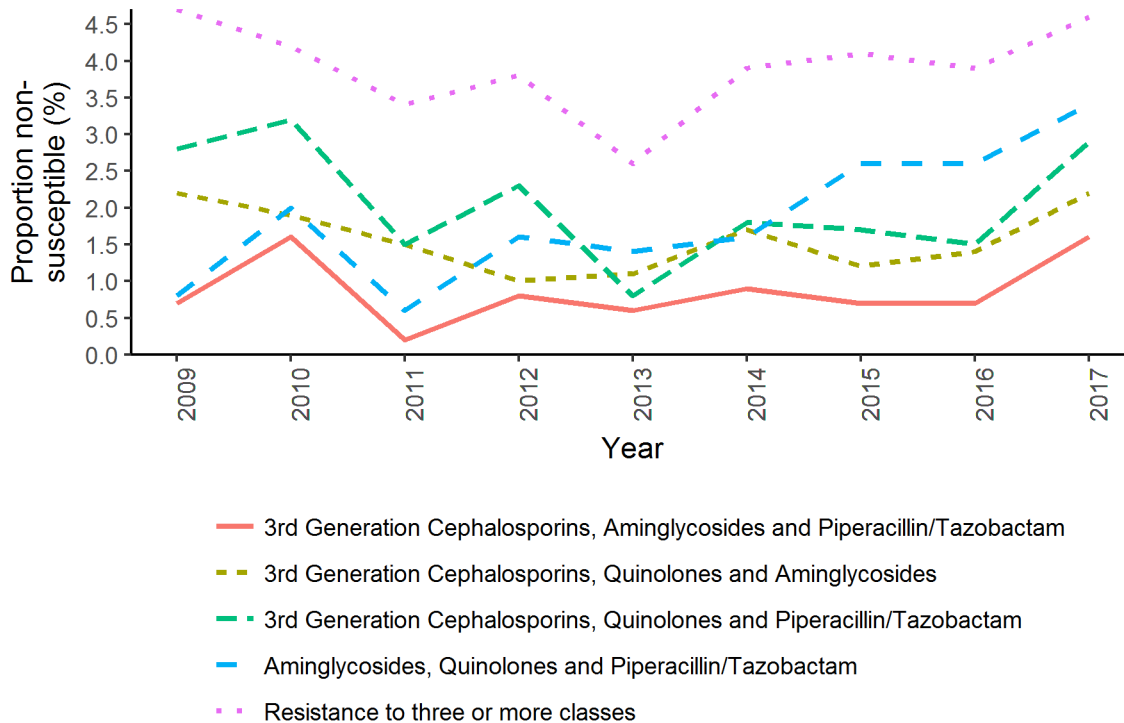 Proportion non-
susceptible (%)
4.5
4.0
3.5
3.0
2.5
2.0
1.5
1.0
0.5
0.0
2009
2010
2011
2012
2013
2014
2015
2016
2017
Year
3rd Generation Cephalosporins, Aminglycosides and Piperacillin/Tazobactam
3rd Generation Cephalosporins, Quinolones and Aminglycosides
3rd Generation Cephalosporins, Quinolones and Piperacillin/Tazobactam
Aminglycosides, Quinolones and Piperacillin/Tazobactam
Resistance to three or more classes